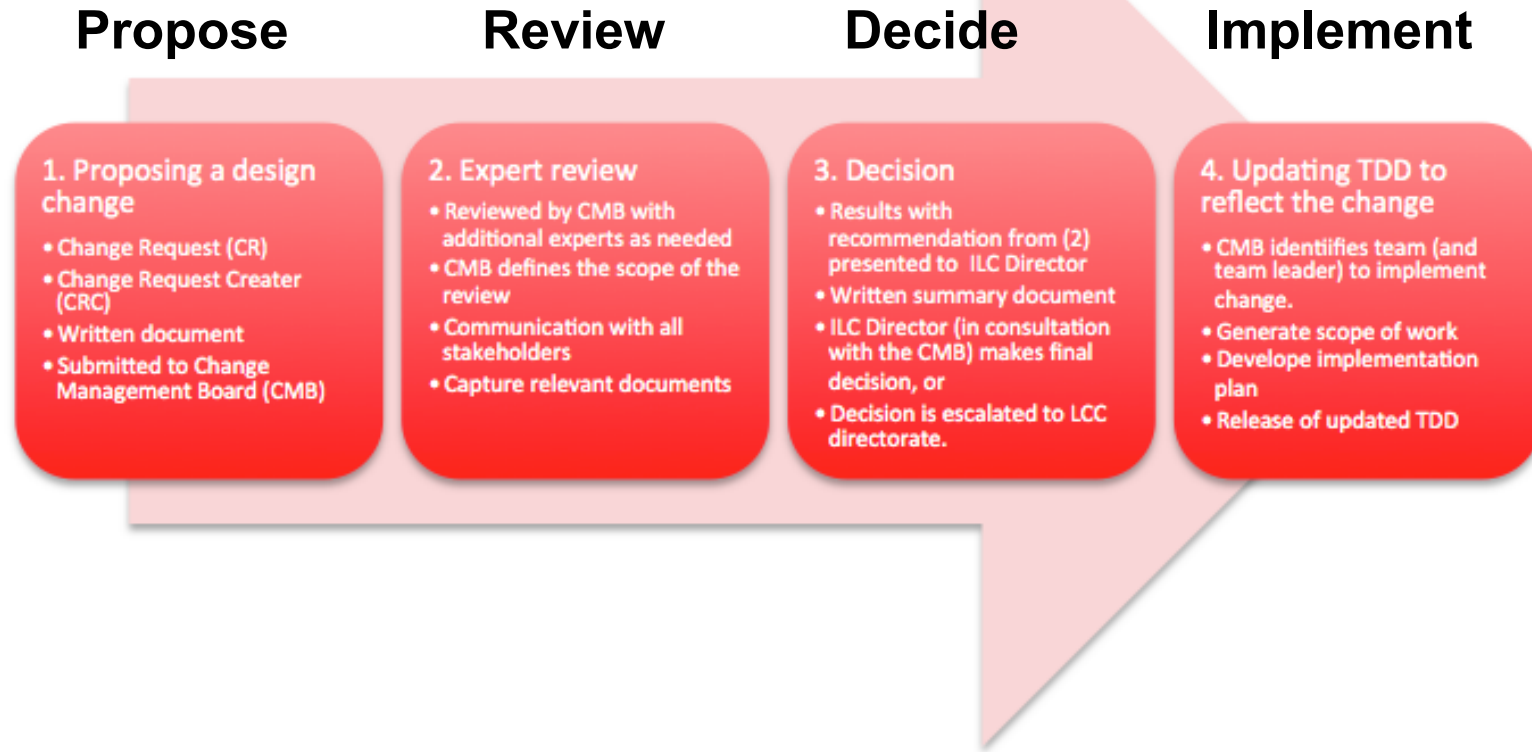 Propose
Review
Decide
Implement
1. Proposing a design
change
• Change Request (CR)
• Change Request Creater
(CRC)
• Written document
• Submitted to Change
Management Board (CMB)
2. Expert review
• Reviewed by CMB with
additional experts as needed
• CMB defines the scope of the
review
• Communication with all
stakeholders
• Capture relevant documents
3. Decision
• Results with
recommendation from (2)
presented to ILC Director
• Written summary document
• ILC Director (in consultation
with the CMB) makes final
decision, or
• Decision is escalated to LCC
directorate.
4. Updating TDD to
reflect the change
• CMB identiifies team (and
team leader) to implement
change.
• Generate scope of work
• Develope implementation
plan
• Release of updated TDD